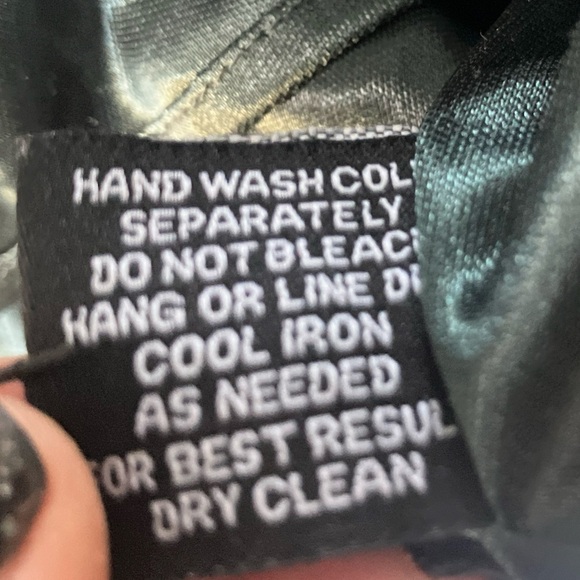 HAND WASH COL
SEPARATELY
DO NOT BLEAC
HANG OR LINE D
COOL IRON
AS NEEDED
FOR BEST RESUL
DRY CLEAN